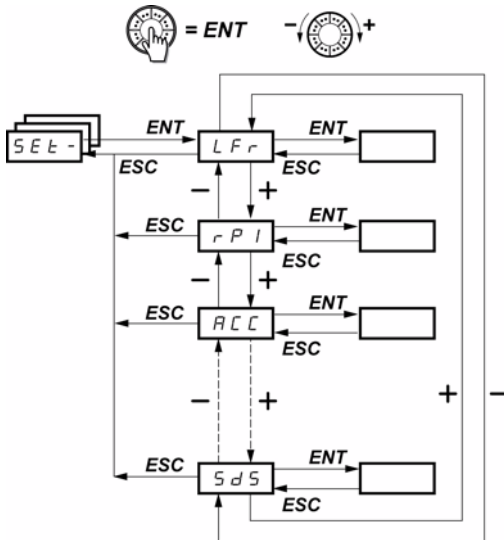 = ENT - +
SEt- ENT LFr ENT
ESC ESC
- +
ESC rPI ENT
ESC
- +
ESC ACC ENT
ESC
- + + -
ESC SdS ENT
ESC